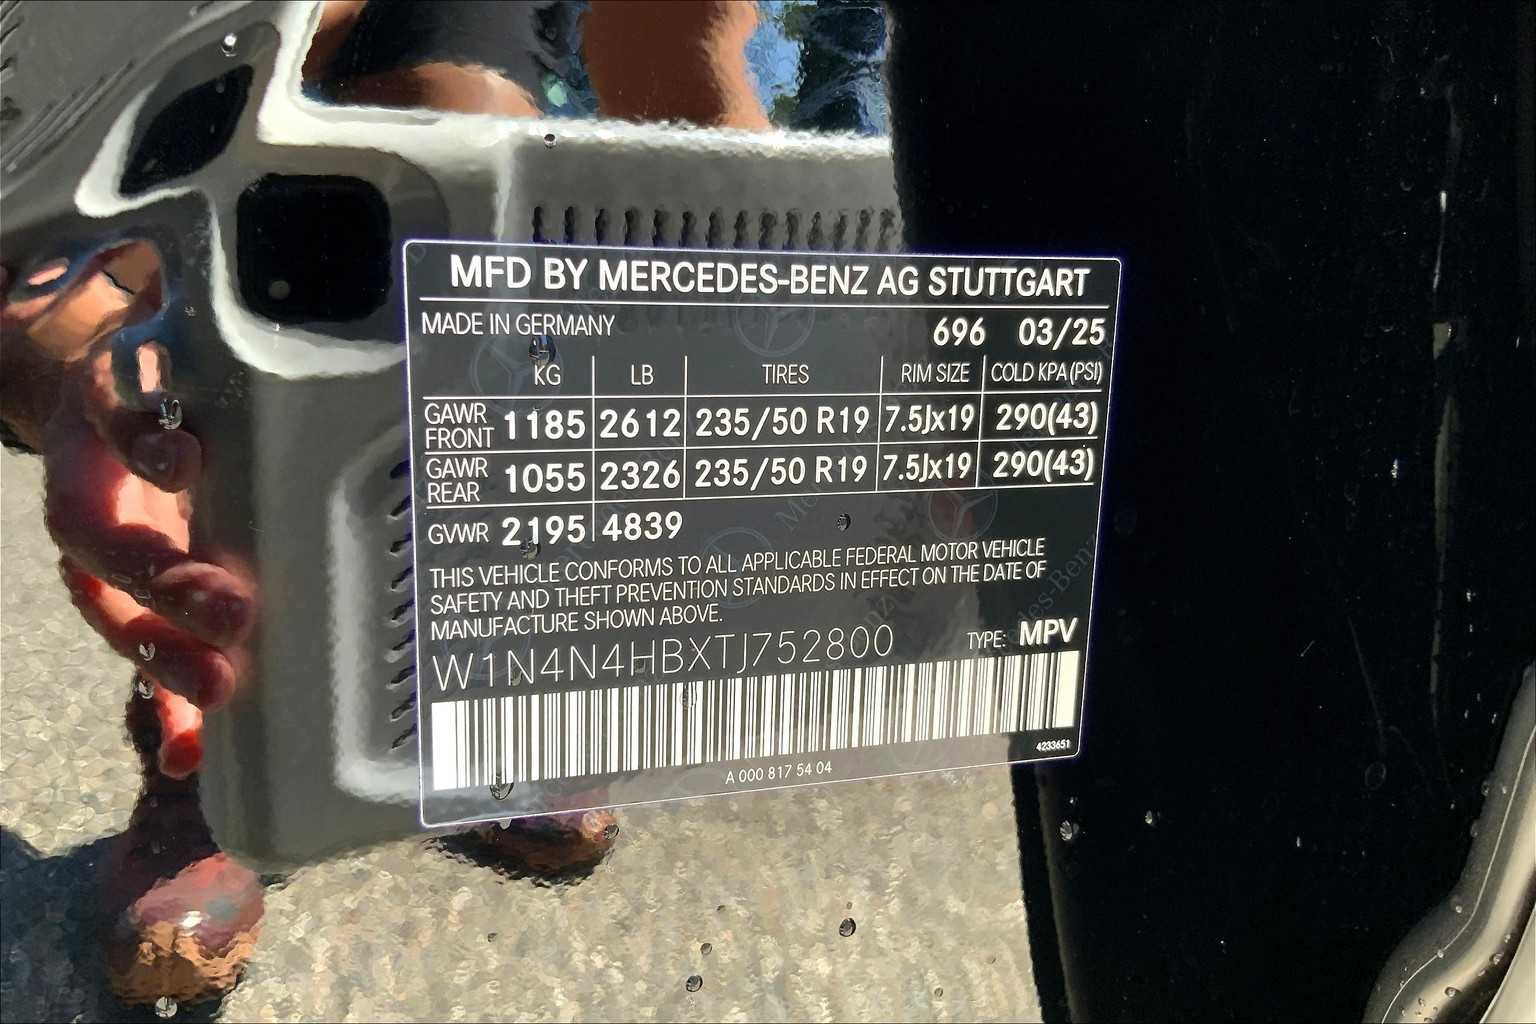 MFD BY MERCEDES-BENZ AG STUTTGART
MADE IN GERMANY 696 03/25
KG LB TIRES RIM SIZE COLD KPA (PSI)
GAWR FRONT 1185 2612 235/50 R19 7.5Jx19 290(43)
GAWR REAR 1055 2326 235/50 R19 7.5Jx19 290(43)
GVWR 2195 4839
THIS VEHICLE CONFORMS TO ALL APPLICABLE FEDERAL MOTOR VEHICLE
SAFETY AND THEFT PREVENTION STANDARDS IN EFFECT ON THE DATE OF
MANUFACTURE SHOWN ABOVE.
W1N4N4HBXTJ752800 TYPE: MPV
4233651
A 000 817 54 04